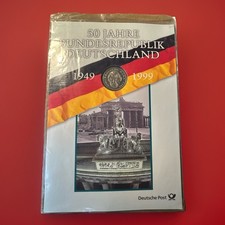 50 JAHRE
BUNDESREPUBLIK
DEUTSCHLAND
1949 1999
Deutsche Post